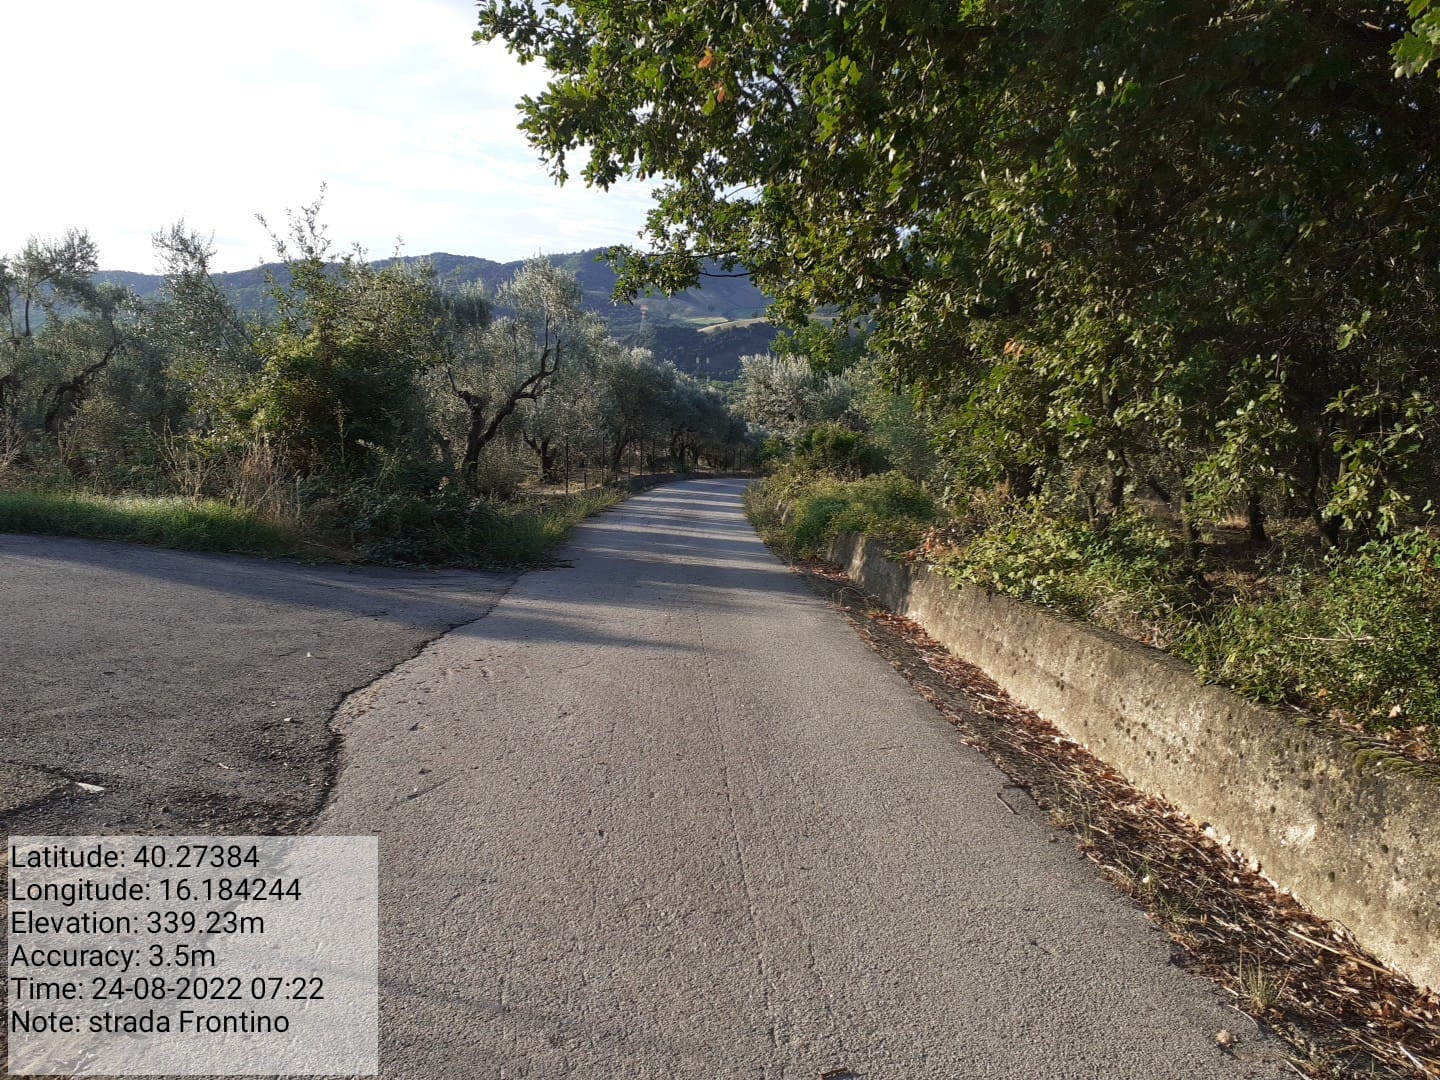 Latitude: 40.27384
Longitude: 16.184244
Elevation: 339.23m
Accuracy: 3.5m
Time: 24-08-2022 07:22
Note: strada Frontino